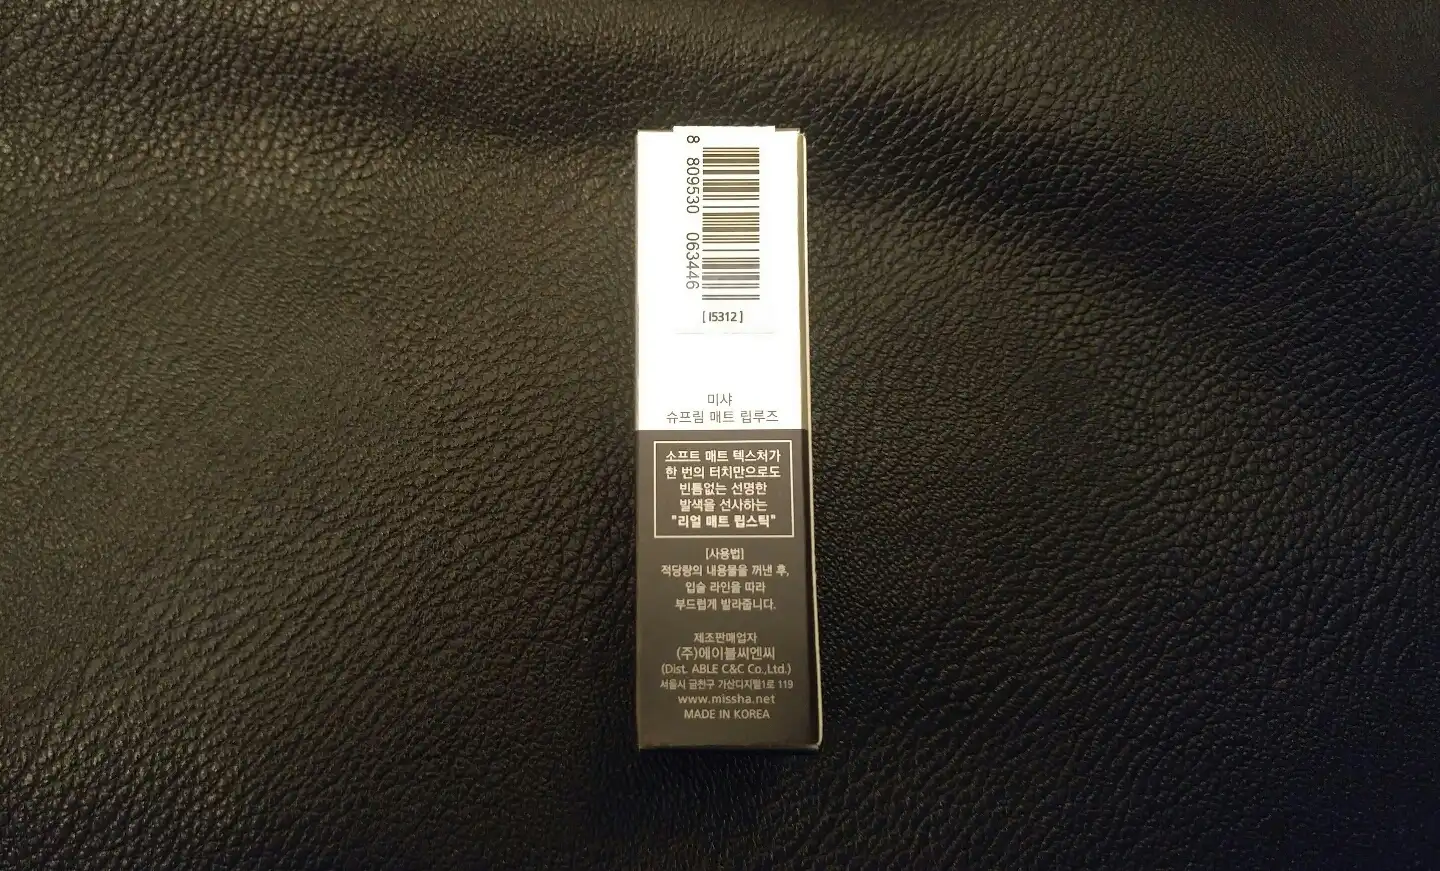 8 809530 063446
[ I5312 ]
미샤
슈프림 매트 립루즈
소프트 매트 텍스처가
한 번의 터치만으로도
빈틈없는 선명한
발색을 선사하는
"리얼 매트 립스틱"
[사용법]
적당량의 내용물을 꺼낸 후,
입술 라인을 따라
부드럽게 발라줍니다.
제조판매업자
(주)에이블씨엔씨
(Dist. ABLE C&C Co.,Ltd.)
서울시 금천구 가산디지털1로 119
www.missha.net
MADE IN KOREA